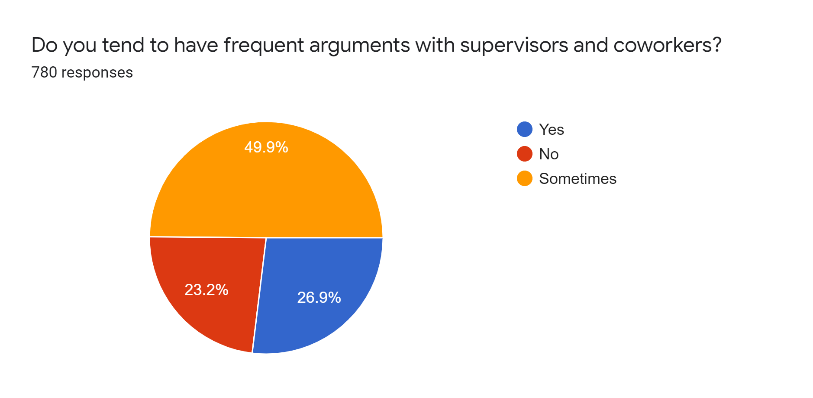 Do you tend to have frequent arguments with supervisors and coworkers?
780 responses
49.9%
23.2%
26.9%
Yes
No
Sometimes